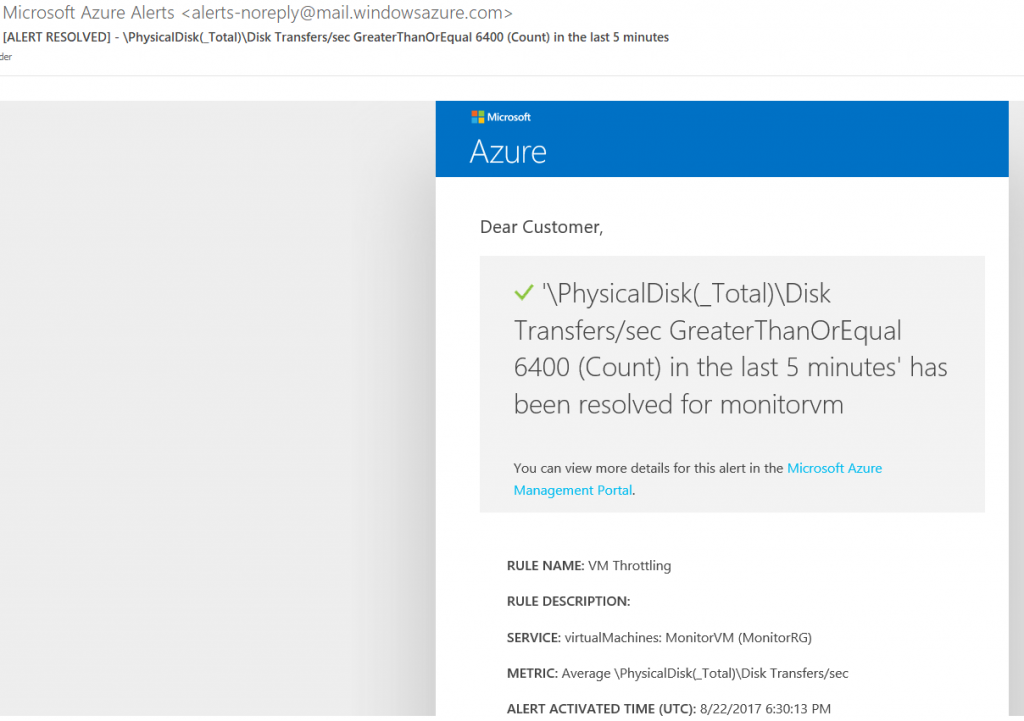 Microsoft Azure Alerts <alerts-noreply@mail.windowsazure.com>
[ALERT RESOLVED] - \PhysicalDisk(_Total)\Disk Transfers/sec GreaterThanOrEqual 6400 (Count) in the last 5 minutes
der
Microsoft
Azure
Dear Customer,
'\PhysicalDisk(_Total)\Disk
Transfers/sec GreaterThanOrEqual
6400 (Count) in the last 5 minutes' has
been resolved for monitorvm
You can view more details for this alert in the Microsoft Azure
Management Portal.
RULE NAME: VM Throttling
RULE DESCRIPTION:
SERVICE: virtualMachines: MonitorVM (MonitorRG)
METRIC: Average \PhysicalDisk(_Total)\Disk Transfers/sec
ALERT ACTIVATED TIME (UTC): 8/22/2017 6:30:13 PM